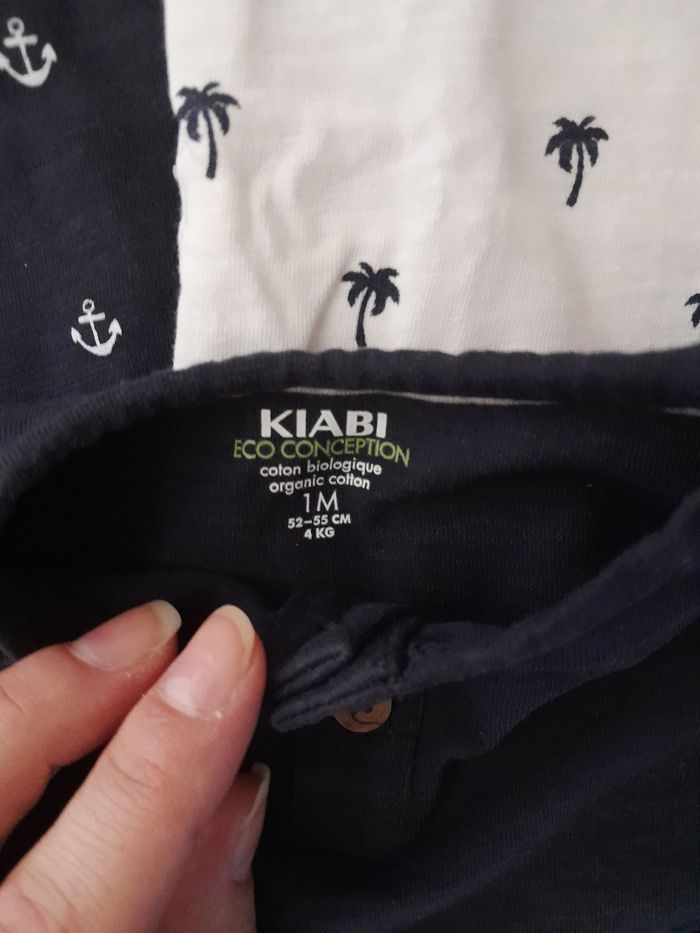 KIABI
ECO CONCEPTION
coton biologique
organic cotton
1M
52-55 CM
4 KG